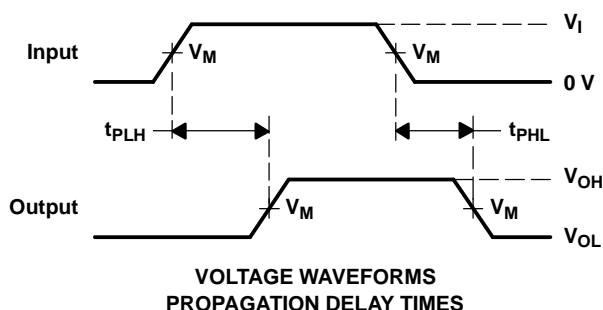 V_I
Input
V_M
V_M
0 V
t_PLH
t_PHL
V_OH
Output
V_M
V_M
V_OL
VOLTAGE WAVEFORMS
PROPAGATION DELAY TIMES